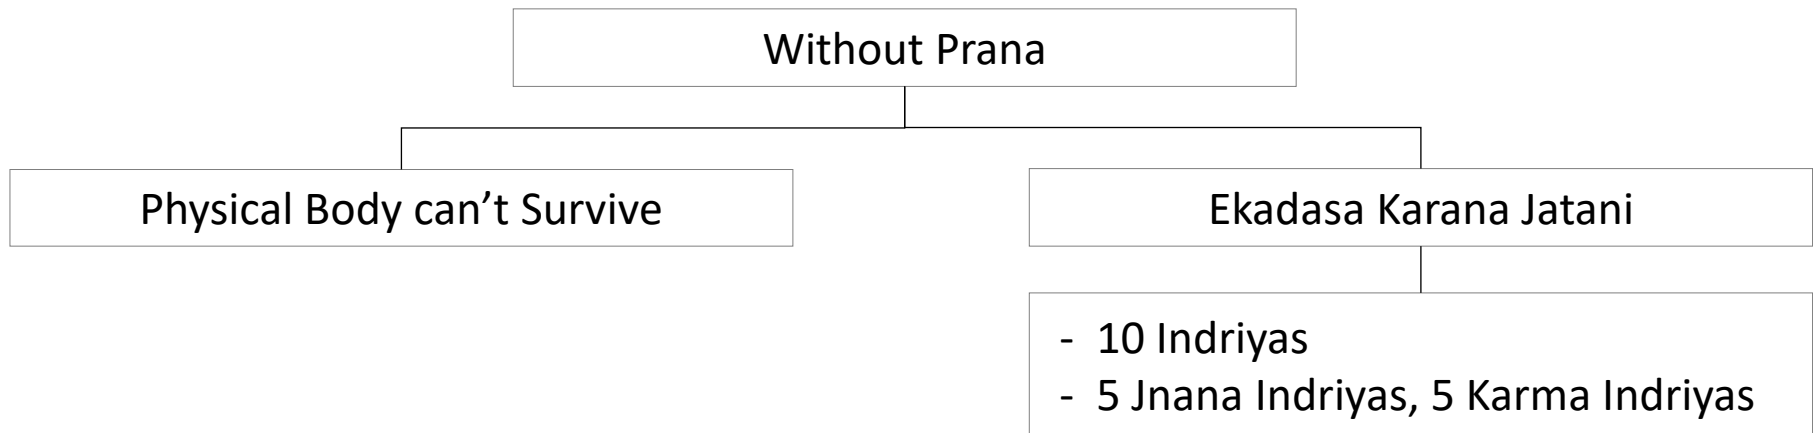 Without Prana
Physical Body can’t Survive
Ekadasa Karana Jatani
- 10 Indriyas
- 5 Jnana Indriyas, 5 Karma Indriyas